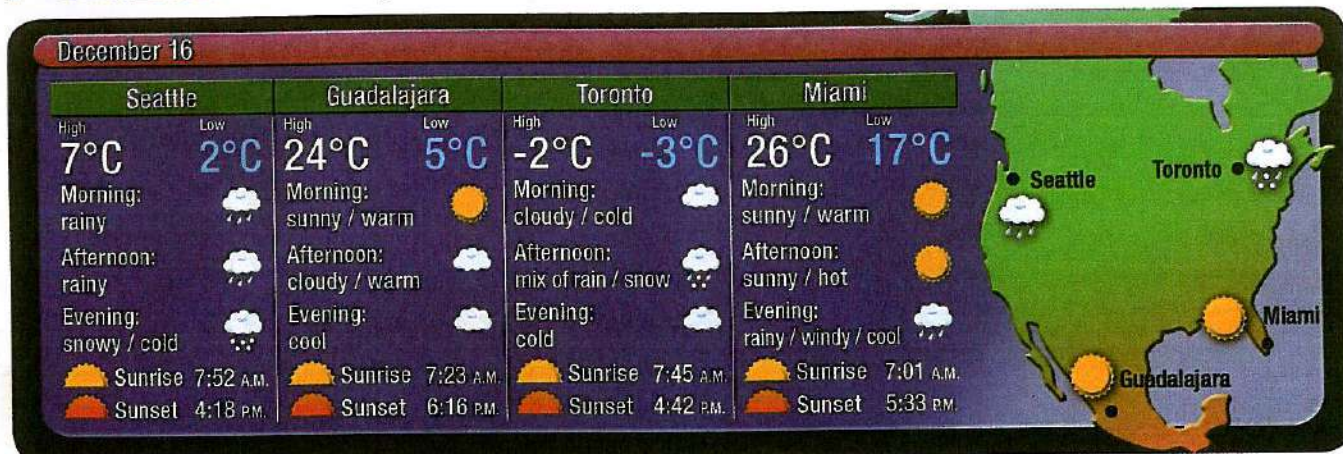 December 16
Seattle
High
Low
7°C
2°C
Morning:
rainy
Afternoon:
rainy
Evening:
snowy / cold
Sunrise 7:52 A.M.
Sunset 4:18 P.M.
Guadalajara
High
Low
24°C
5°C
Morning:
sunny / warm
Afternoon:
cloudy / warm
Evening:
cool
Sunrise 7:23 A.M.
Sunset 6:16 P.M.
Toronto
High
Low
-2°C
-3°C
Morning:
cloudy / cold
Afternoon:
mix of rain / snow
Evening:
cold
Sunrise 7:45 A.M.
Sunset 4:42 P.M.
Miami
High
Low
26°C
17°C
Morning:
sunny / warm
Afternoon:
sunny / hot
Evening:
rainy / windy / cool
Sunrise 7:01 A.M.
Sunset 5:33 P.M.
Seattle
Toronto
Miami
Guadalajara